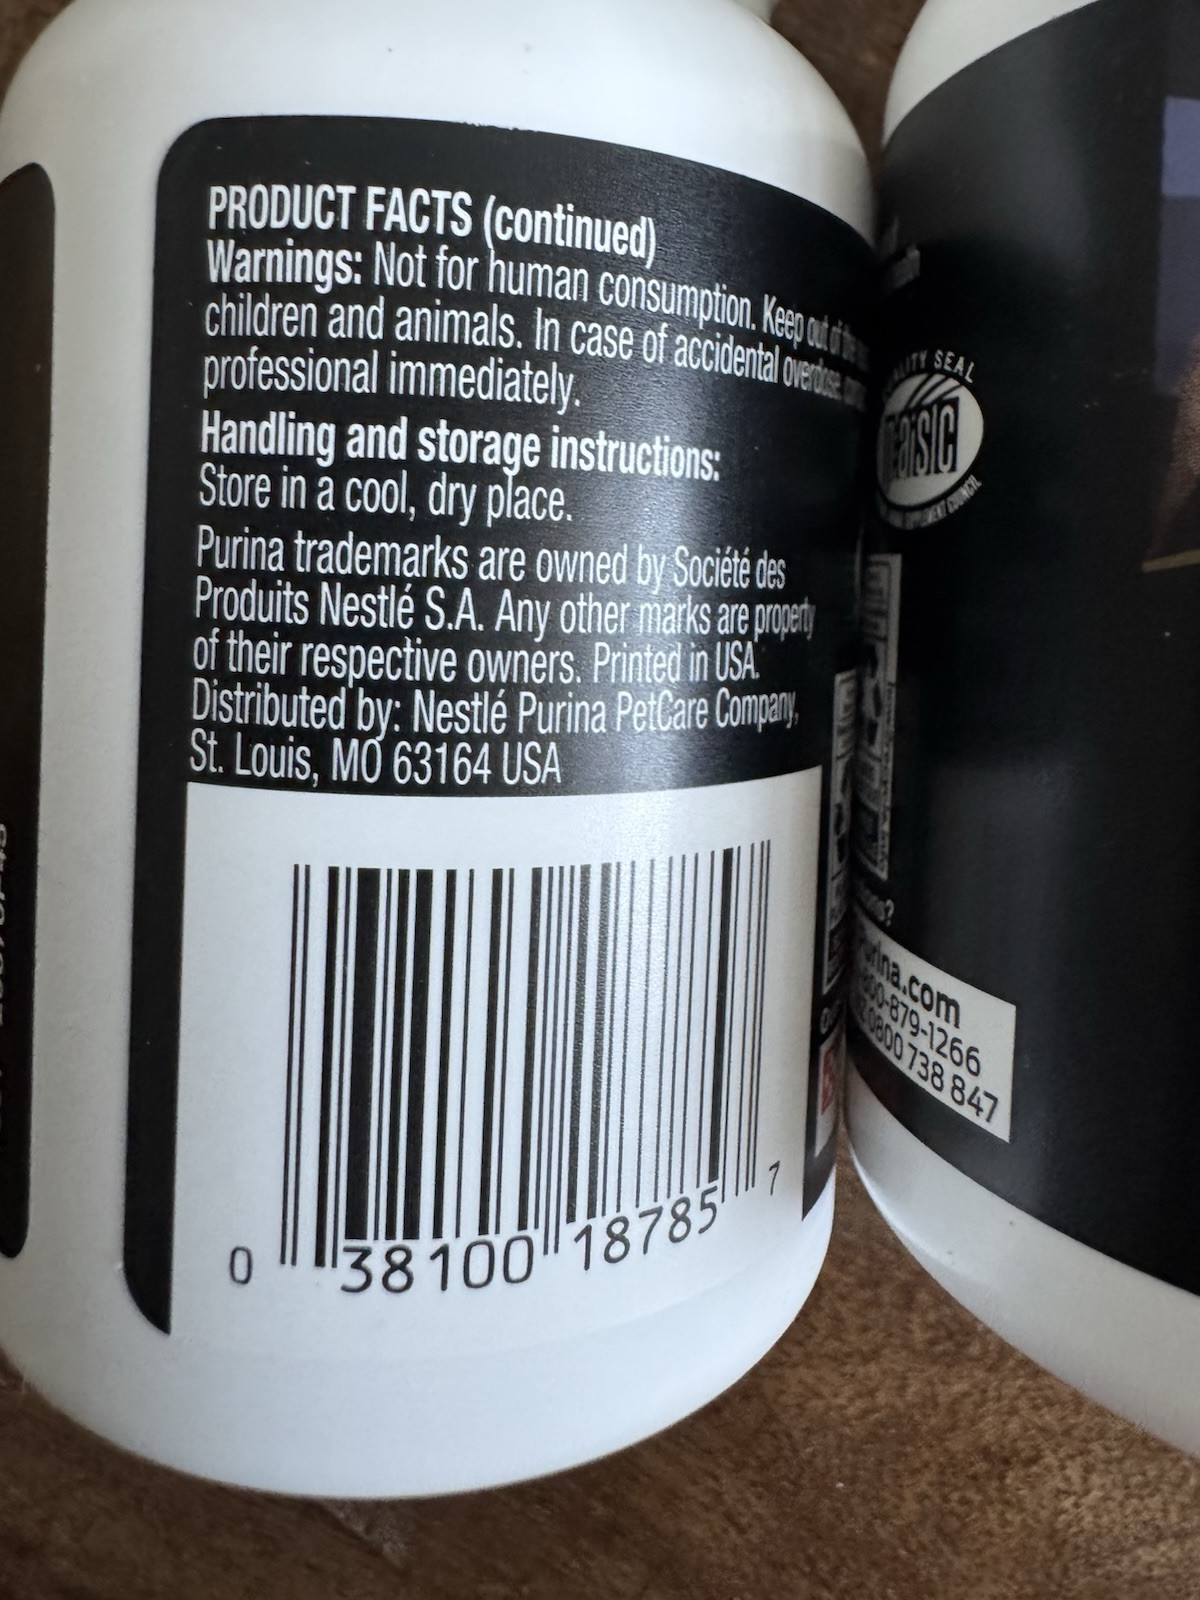 PRODUCT FACTS (continued)
Warnings: Not for human consumption. Keep out of the
children and animals. In case of accidental overdose,
professional immediately.
Handling and storage instructions:
Store in a cool, dry place.
Purina trademarks are owned by Société des
Produits Nestlé S.A. Any other marks are property
of their respective owners. Printed in USA.
Distributed by: Nestlé Purina PetCare Company,
St. Louis, MO 63164 USA
0 38100 18785 7
SEAL
SUPPLEMENT COUNCIL
.com
-879-1266
0800 738 847